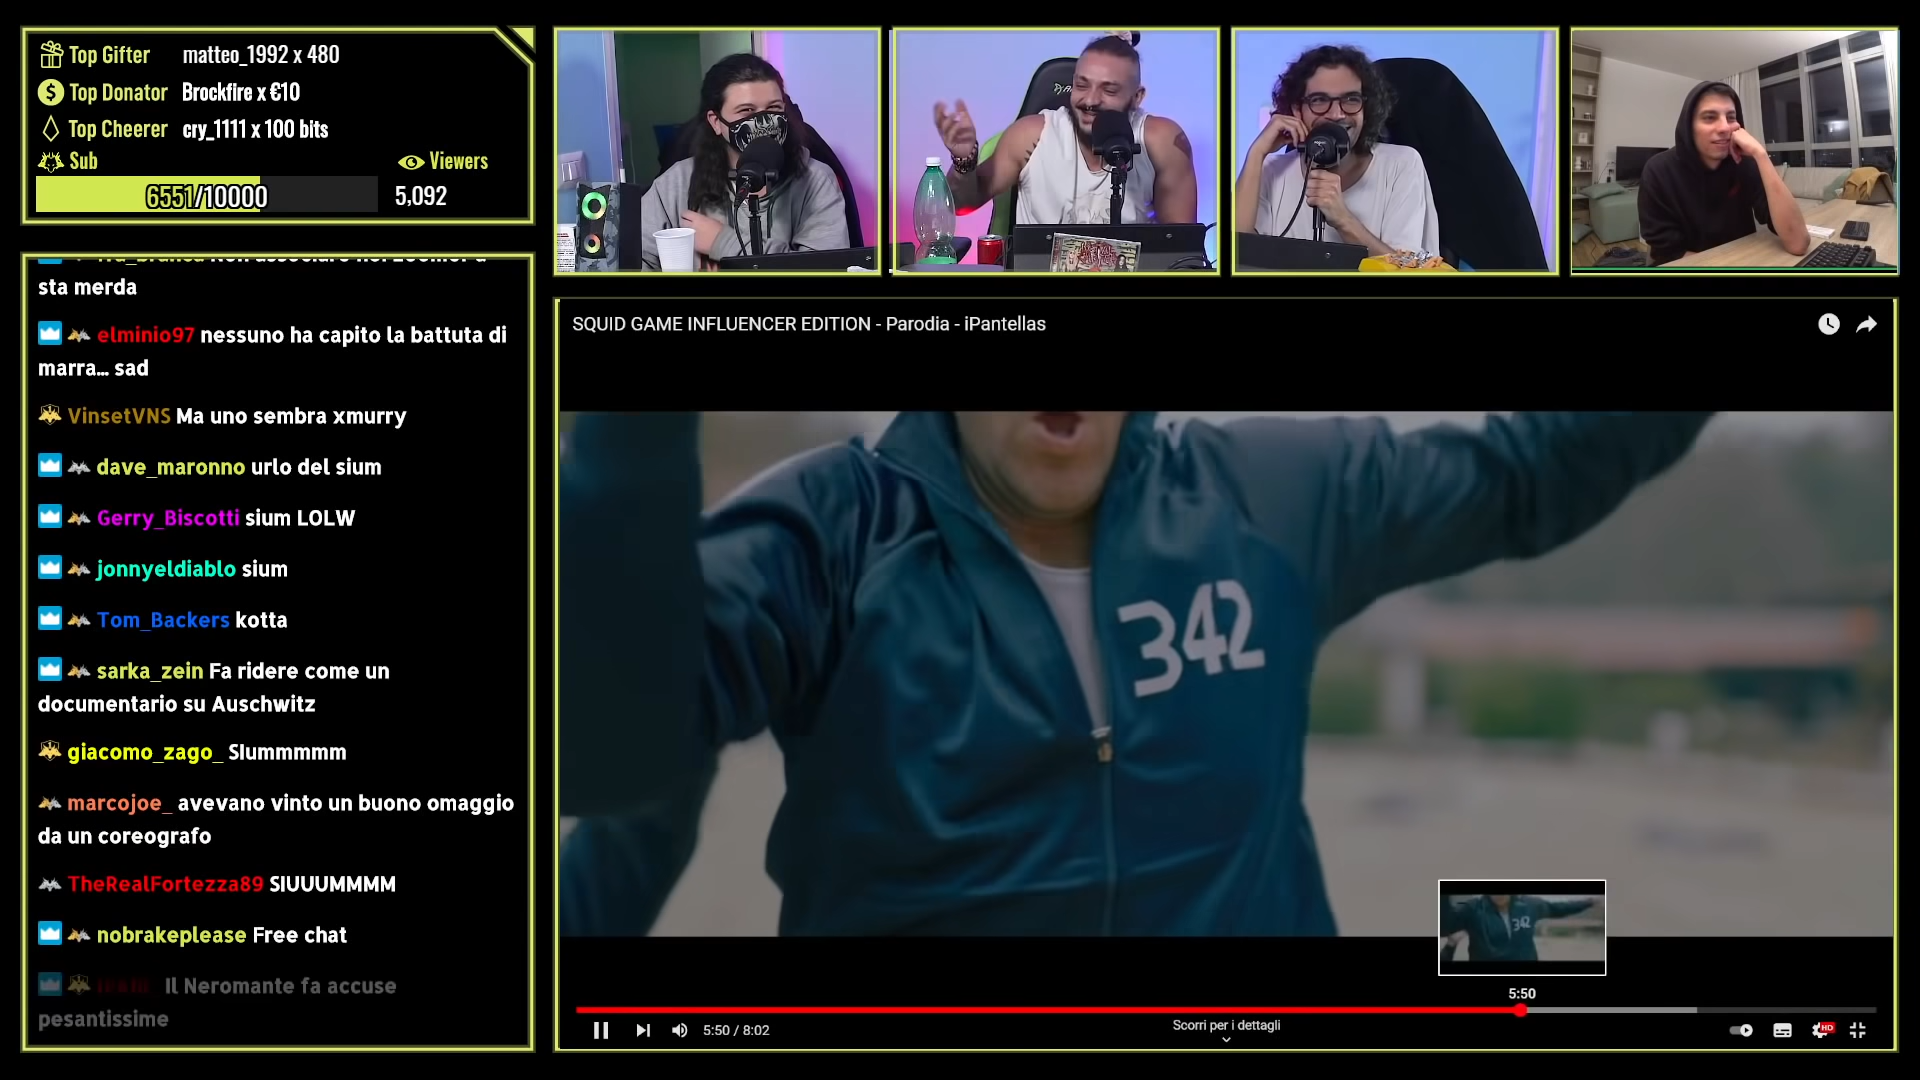 Top Gifter matteo_1992 x 480
Top Donator Brockfire x €10
Top Cheerer cry_1111 x 100 bits
Sub
Viewers
6551/10000
5,092
sta merda
elminio97 nessuno ha capito la battuta di
marra... sad
VinsetVNS Ma uno sembra xmurry
dave_maronno urlo del sium
Gerry_Biscotti sium LOLW
jonnyeldiablo sium
Tom_Backers kotta
sarka_zein Fa ridere come un
documentario su Auschwitz
giacomo_zago_ SIummmmm
marcojoe_ avevano vinto un buono omaggio
da un coreografo
TheRealFortezza89 SIUUUMMMM
nobrakeplease Free chat
Il Neromante fa accuse
pesantissime
SQUID GAME INFLUENCER EDITION - Parodia - iPantellas
342
342
5:50
5:50 / 8:02
Scorri per i dettagli
HD